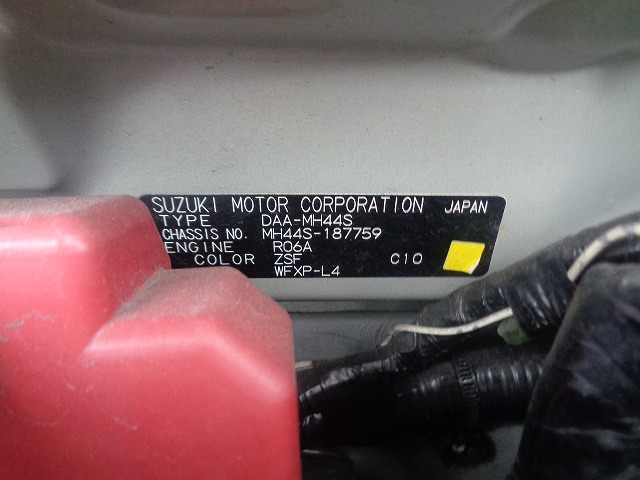 SUZUKI MOTOR CORPORATION JAPAN
TYPE DAA-MH44S
CHASSIS NO. MH44S-187759
ENGINE R06A
COLOR ZSF C10
WFXP-L4